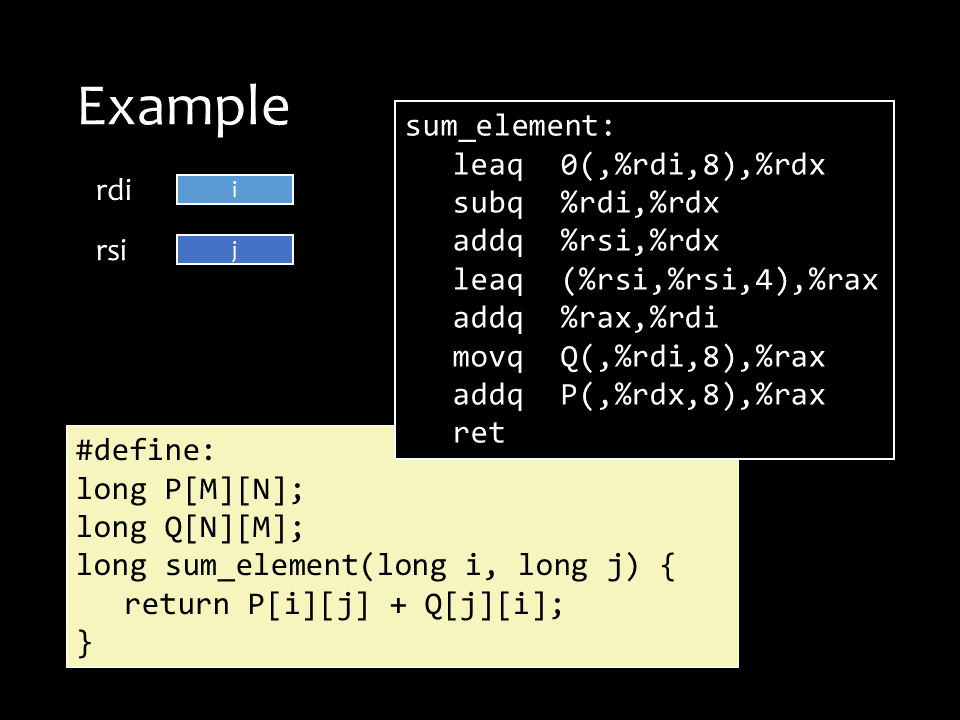 Example
rdi
i
rsi
j
sum_element:
leaq 0(,%rdi,8),%rdx
subq %rdi,%rdx
addq %rsi,%rdx
leaq (%rsi,%rsi,4),%rax
addq %rax,%rdi
movq Q(,%rdi,8),%rax
addq P(,%rdx,8),%rax
ret
#define:
long P[M][N];
long Q[N][M];
long sum_element(long i, long j) {
return P[i][j] + Q[j][i];
}